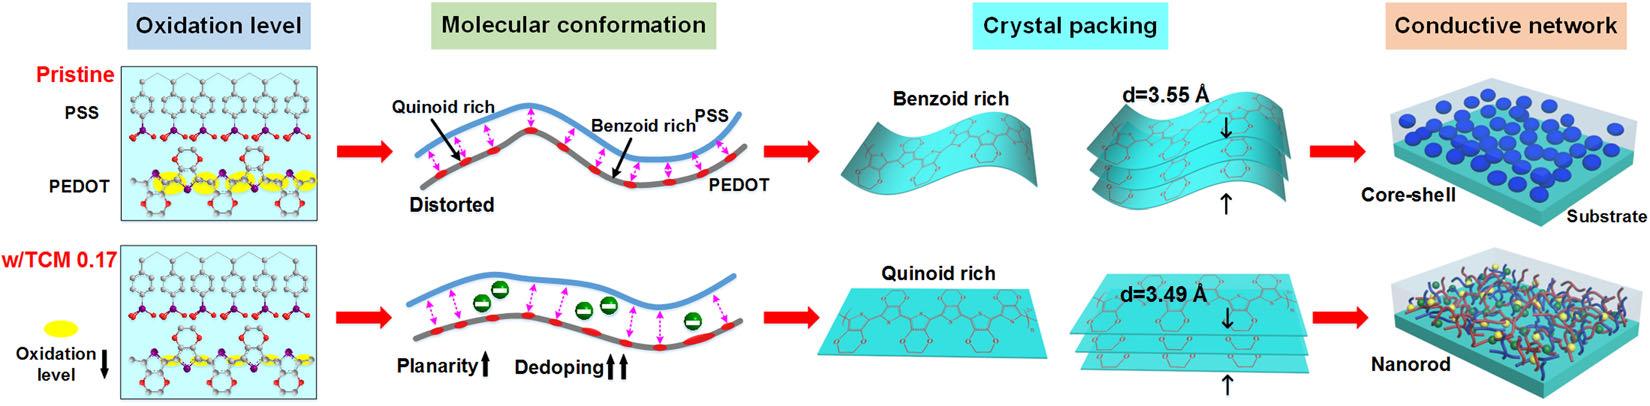 Oxidation level
Molecular conformation
Crystal packing
Conductive network
Pristine
PSS
PEDOT
Quinoid rich
Benzoid rich
PSS
PEDOT
Distorted
Benzoid rich
d=3.55 Å
Core-shell
Substrate
w/TCM 0.17
Oxidation
level
Planarity
Dedoping
Quinoid rich
d=3.49 Å
Nanorod